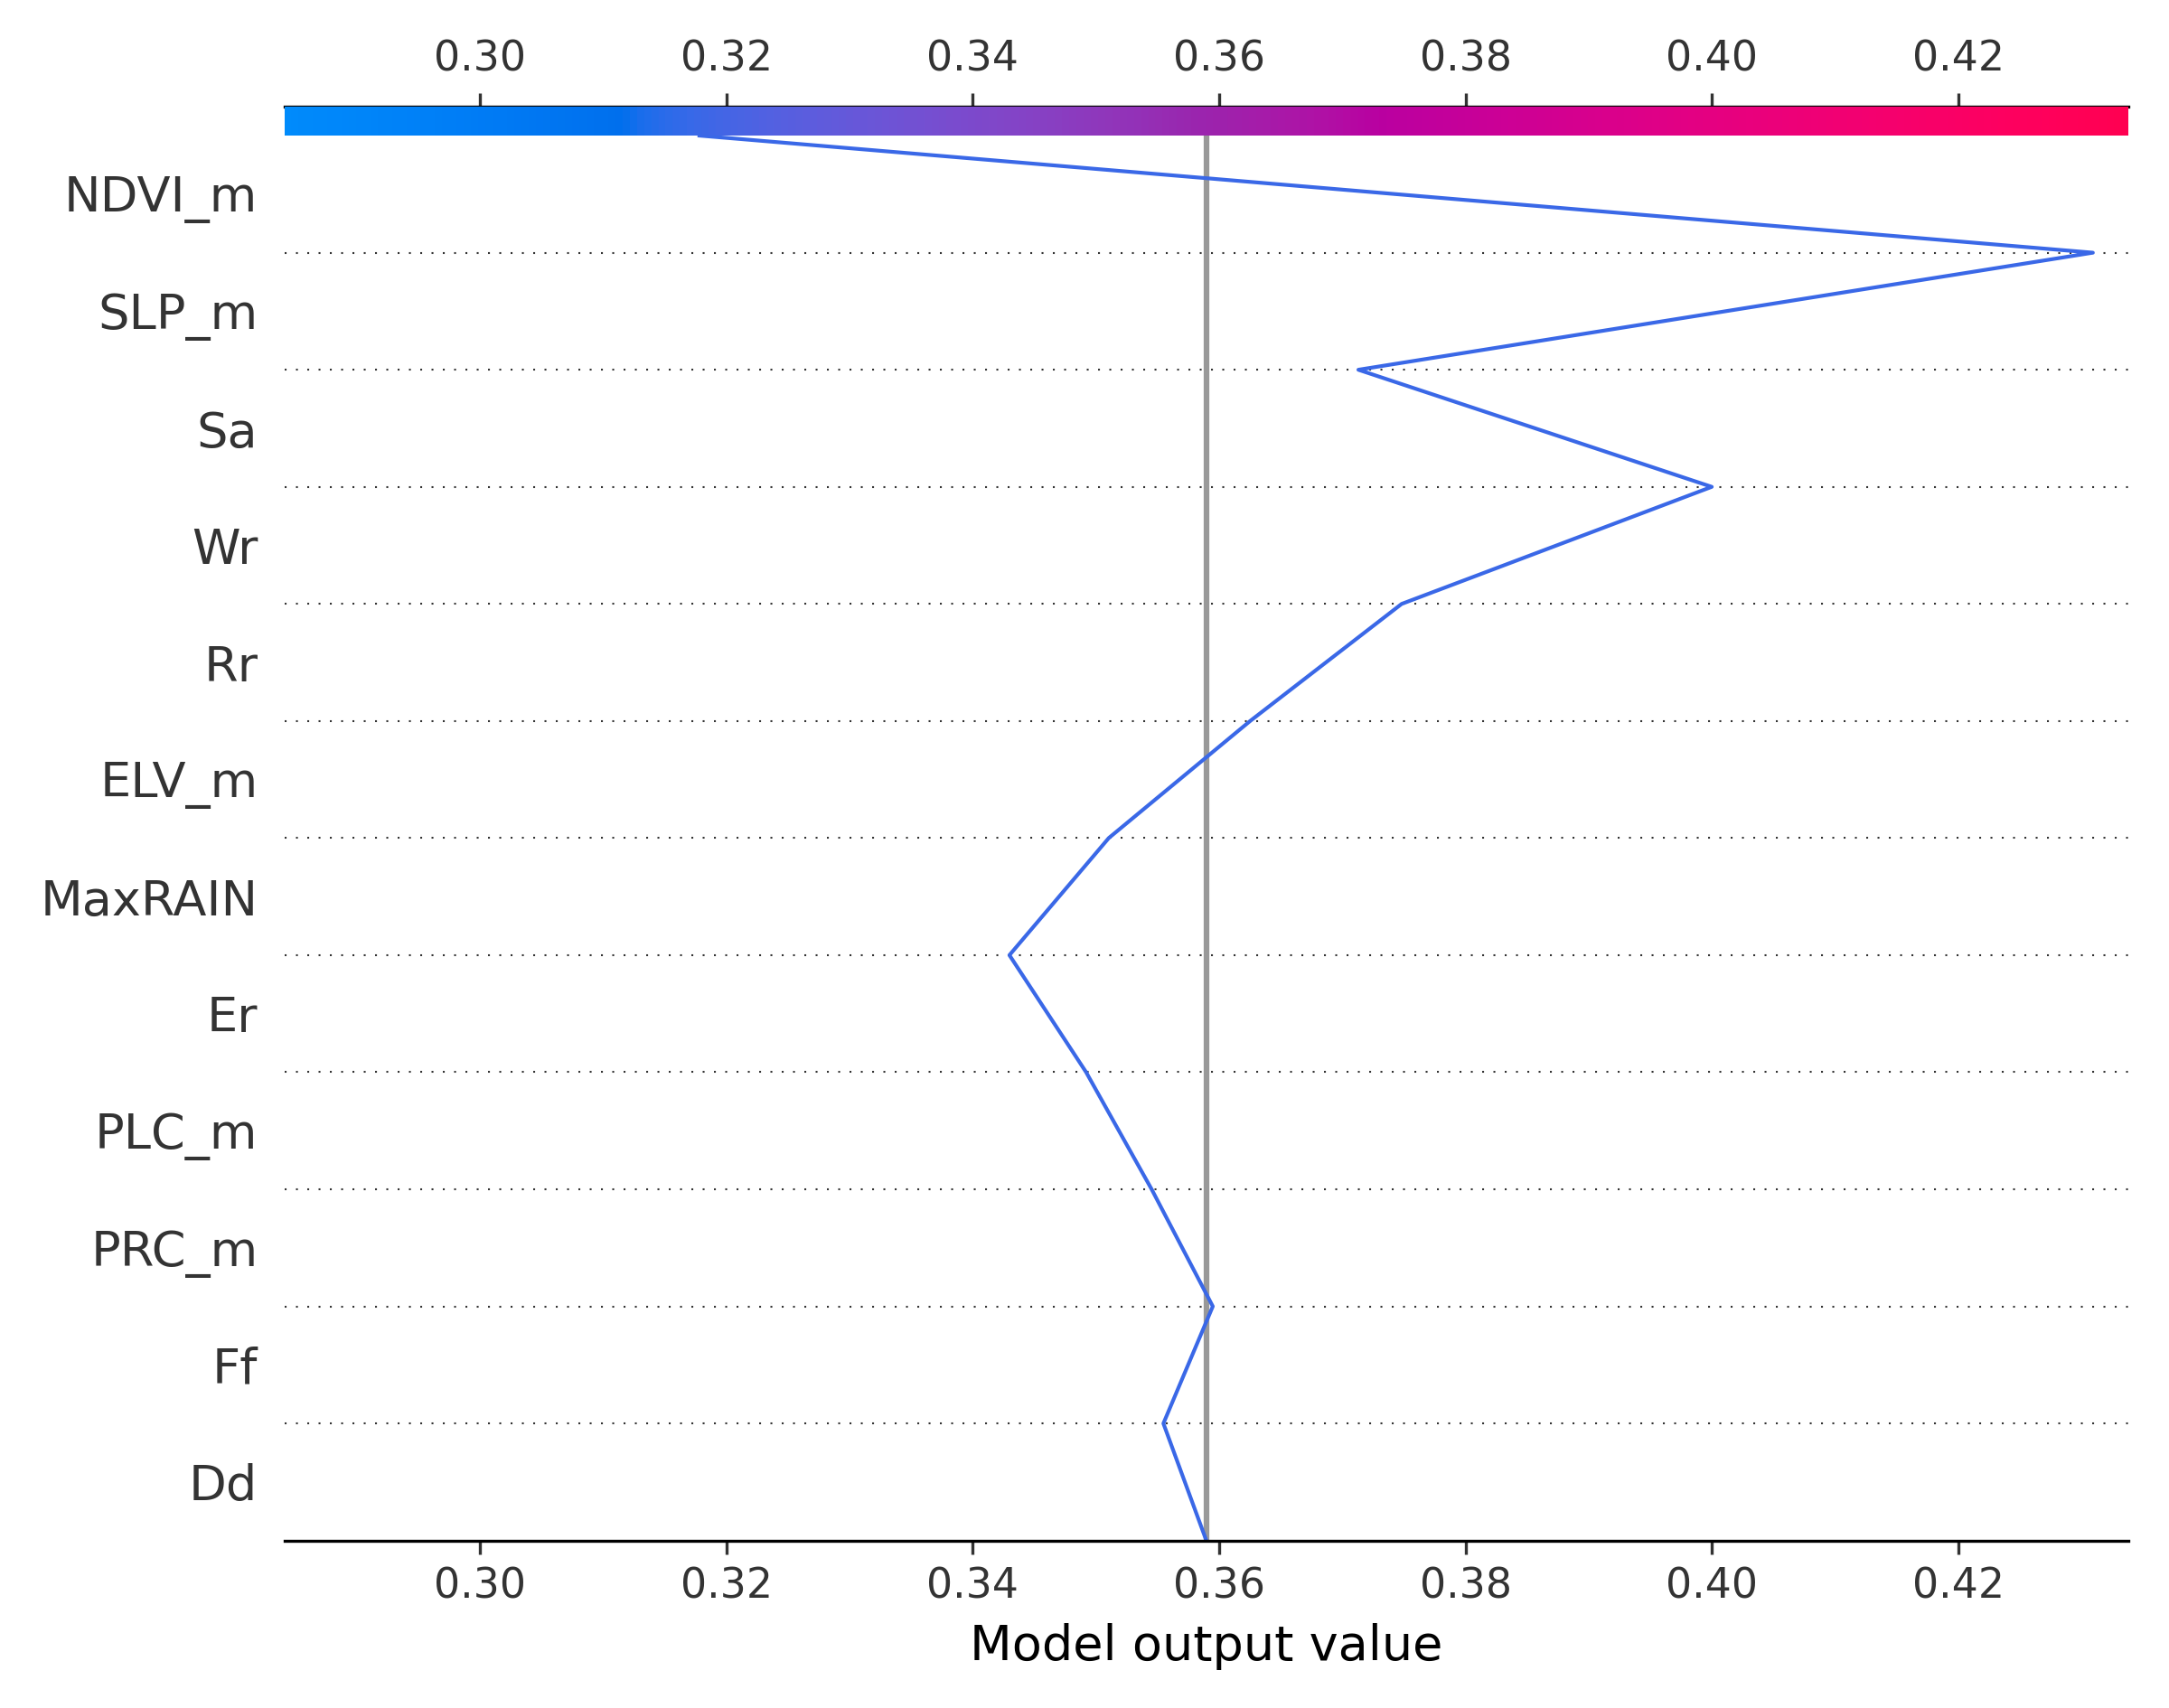 0.30 0.32 0.34 0.36 0.38 0.40 0.42
NDVI_m
SLP_m
Sa
Wr
Rr
ELV_m
MaxRAIN
Er
PLC_m
PRC_m
Ff
Dd
0.30 0.32 0.34 0.36 0.38 0.40 0.42
Model output value